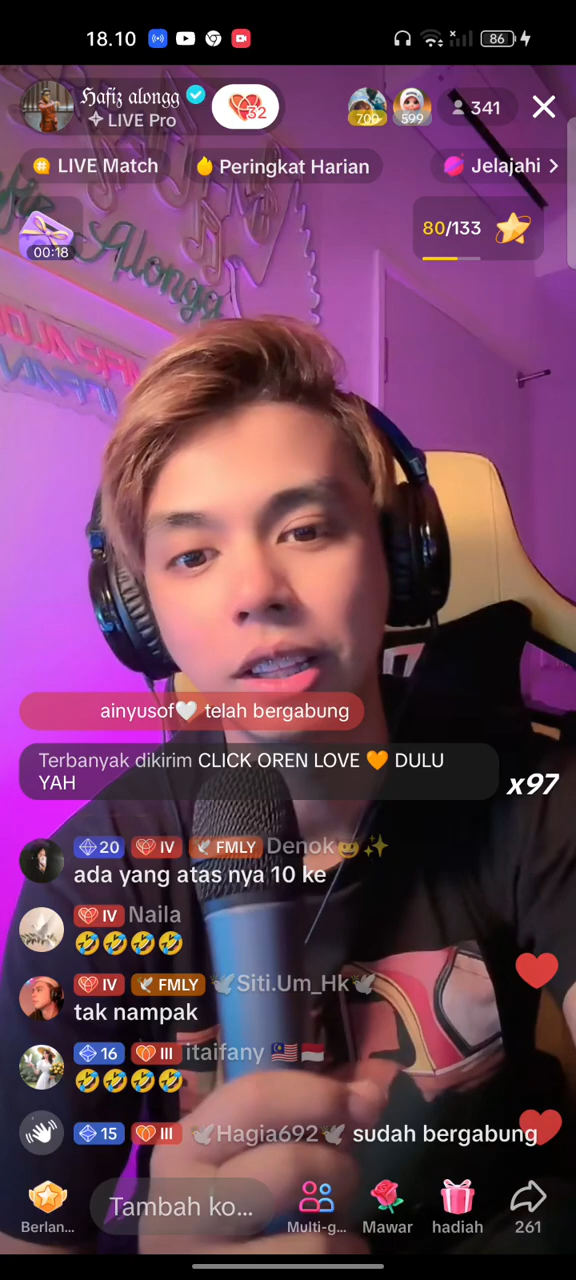 18.10
86
Hafiz alongg
LIVE Pro
32
700
599
341
LIVE Match
Peringkat Harian
Jelajahi >
00:18
80/133
Alongg
ainyusof🤍 telah bergabung
Terbanyak dikirim CLICK OREN LOVE 🧡 DULU
YAH
x97
20 IV FMLY Denok🤠✨
ada yang atas nya 10 ke
IV Naila
🤣🤣🤣🤣
IV FMLY 🕊️Siti.Um_Hk🕊️
tak nampak
16 III itaifany 🇲🇾🇮🇩
🤣🤣🤣🤣
15 III 🕊️Hagia692🕊️ sudah bergabung
Tambah ko...
Berlan...
Multi-g...
Mawar
hadiah
261